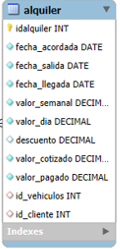 alquiler
idalquiler INT
fecha_acordada DATE
fecha_salida DATE
fecha_llegada DATE
valor_semanal DECIM...
valor_dia DECIMAL
descuento DECIMAL
valor_cotizado DECIM...
valor_pagado DECIMAL
id_vehiculos INT
id_cliente INT
Indexes